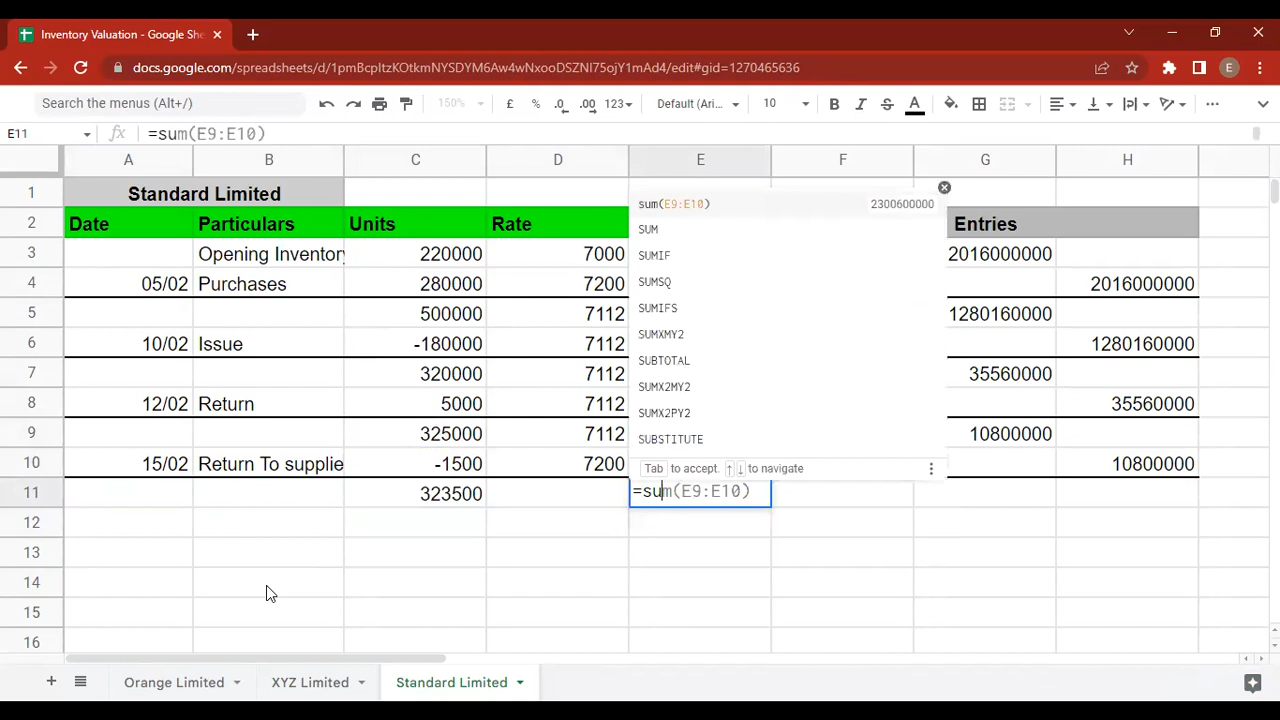 Inventory Valuation - Google She
docs.google.com/spreadsheets/d/1pmBcpItzKOtkmNYSDYM6Aw4wNxooDSZNI75ojY1mAd4/edit#gid=1270465636
E
Search the menus (Alt+/) 150% £ % .0 .00 123 Default (Ari... 10 B I S A
E11 fx =sum(E9:E10)
A B C D E F G H
1 Standard Limited
sum(E9:E10) 2300600000
2 Date Particulars Units Rate Entries
SUM
3 Opening Inventory 220000 7000 2016000000
SUMIF
4 05/02 Purchases 280000 7200 2016000000
SUMSQ
5 500000 7112 1280160000
SUMIFS
6 10/02 Issue -180000 7112 1280160000
SUMXMY2
7 320000 7112 35560000
SUBTOTAL
SUMX2MY2
8 12/02 Return 5000 7112 35560000
SUMX2PY2
9 325000 7112 10800000
SUBSTITUTE
10 15/02 Return To supplie -1500 7200 10800000
Tab to accept. ↑ ↓ to navigate
11 323500 =sum(E9:E10)
12
13
14
15
16
Orange Limited XYZ Limited Standard Limited